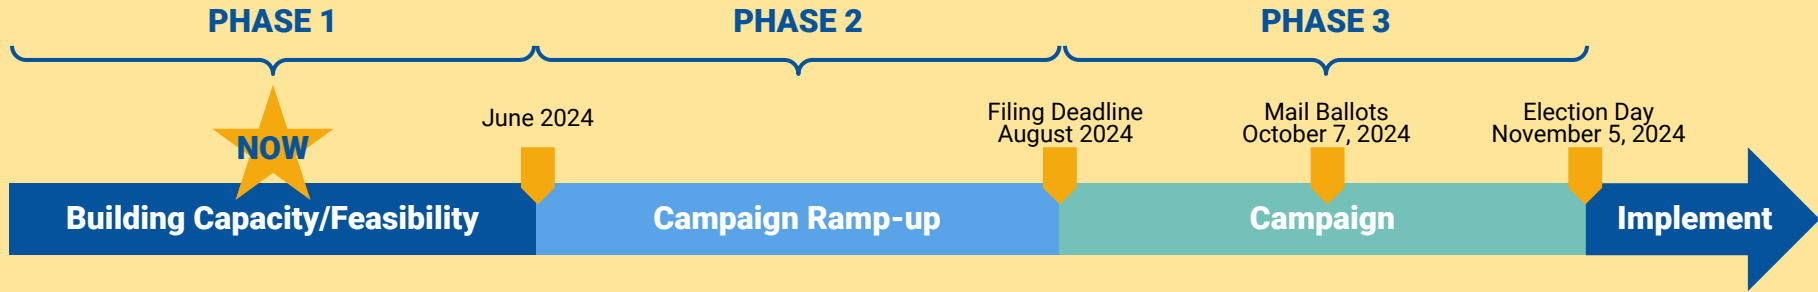 PHASE 1
PHASE 2
PHASE 3
NOW
June 2024
Filing Deadline
August 2024
Mail Ballots
October 7, 2024
Election Day
November 5, 2024
Building Capacity/Feasibility
Campaign Ramp-up
Campaign
Implement